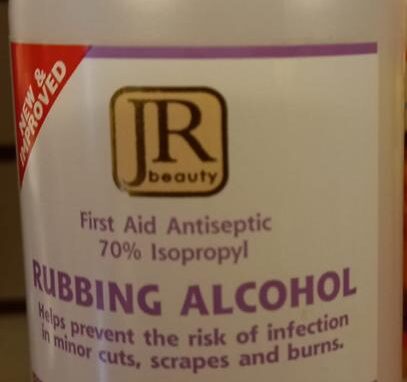 NEW &
IMPROVED
JR
beauty
First Aid Antiseptic
70% Isopropyl
RUBBING ALCOHOL
Helps prevent the risk of infection
in minor cuts, scrapes and burns.